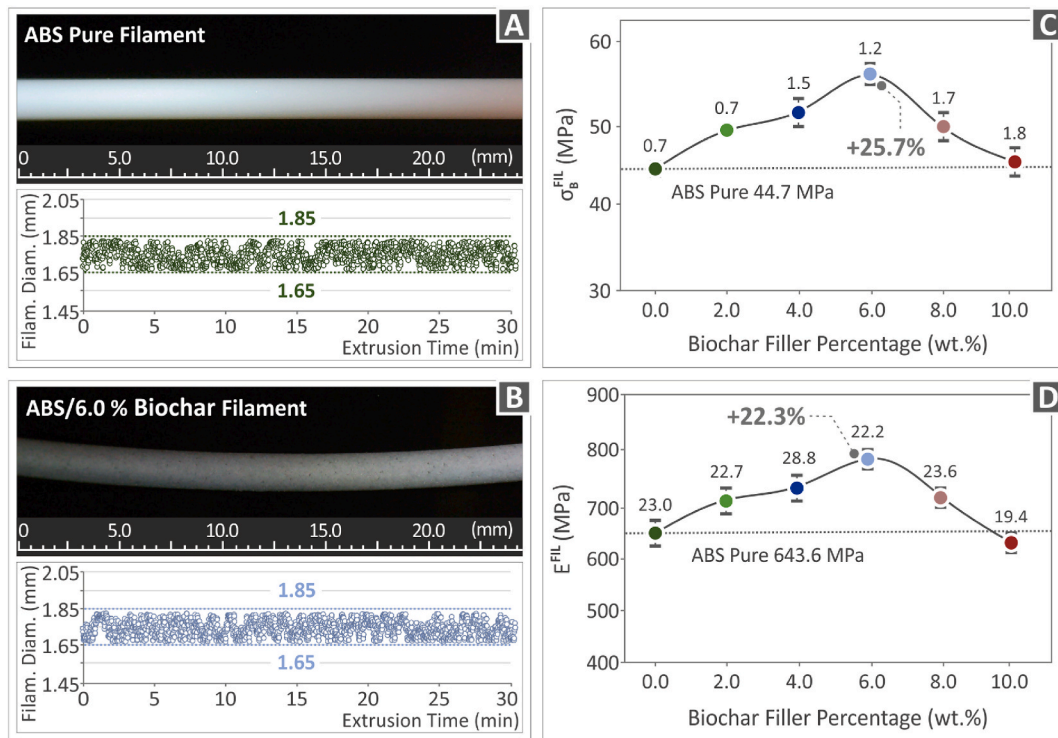 A
ABS Pure Filament
0 5.0 10.0 15.0 20.0 (mm)
Filam. Diam. (mm)
2.05
1.85
1.85
1.65
1.65
1.45
0 5.0 10 15 20 25 30
Extrusion Time (min)
B
ABS/6.0 % Biochar Filament
0 5.0 10.0 15.0 20.0 (mm)
Filam. Diam. (mm)
2.05
1.85
1.85
1.65
1.65
1.45
0 5.0 10 15 20 25 30
Extrusion Time (min)
C
σB FIL (MPa)
60
50
40
30
0.7 0.7 1.5 1.2 1.7 1.8
+25.7%
ABS Pure 44.7 MPa
0.0 2.0 4.0 6.0 8.0 10.0
Biochar Filler Percentage (wt.%)
D
E FIL (MPa)
900
800
700
600
500
400
+22.3%
23.0 22.7 28.8 22.2 23.6 19.4
ABS Pure 643.6 MPa
0.0 2.0 4.0 6.0 8.0 10.0
Biochar Filler Percentage (wt.%)